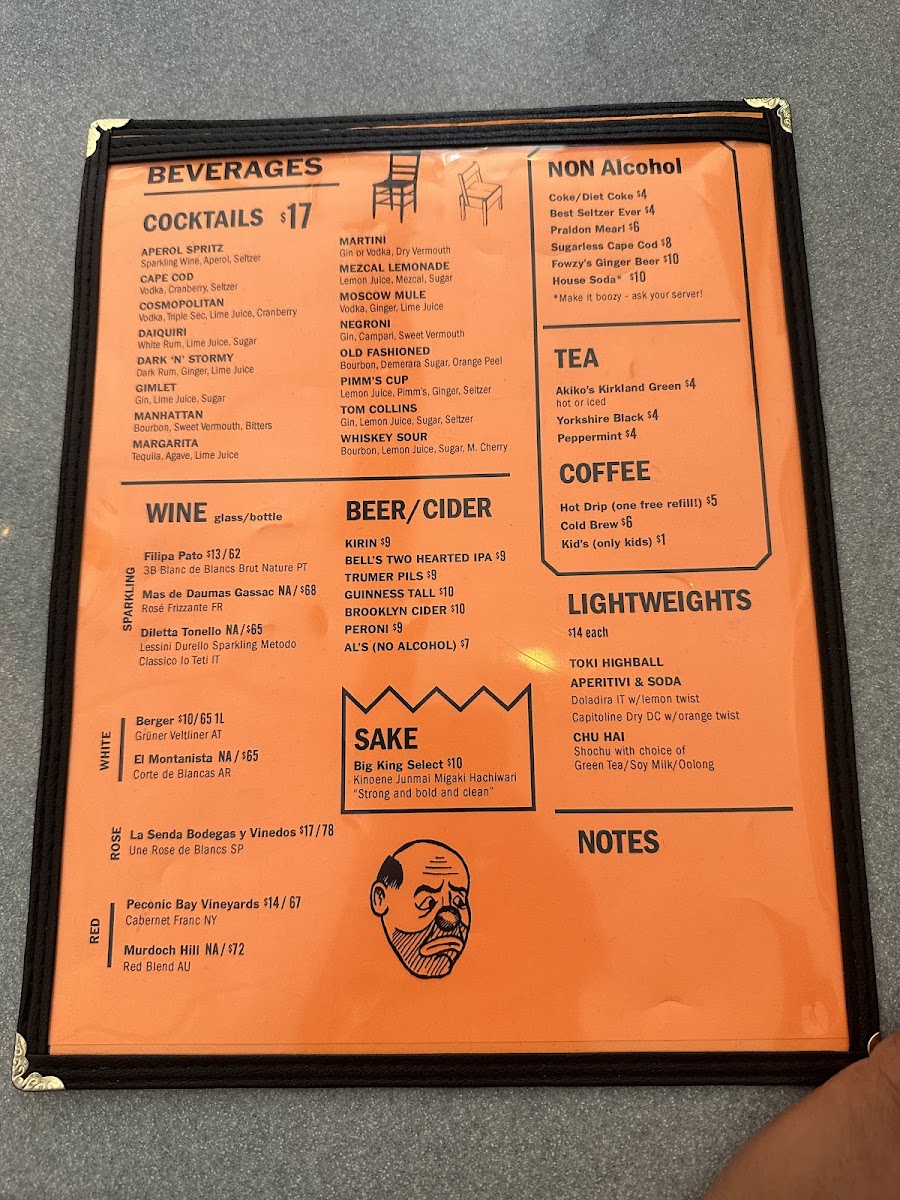 BEVERAGES
COCKTAILS $17
APEROL SPRITZ
Sparkling Wine, Aperol, Seltzer
CAPE COD
Vodka, Cranberry, Seltzer
COSMOPOLITAN
Vodka, Triple Sec, Lime Juice, Cranberry
DAIQUIRI
White Rum, Lime Juice, Sugar
DARK 'N' STORMY
Dark Rum, Ginger, Lime Juice
GIMLET
Gin, Lime Juice, Sugar
MANHATTAN
Bourbon, Sweet Vermouth, Bitters
MARGARITA
Tequila, Agave, Lime Juice
MARTINI
Gin or Vodka, Dry Vermouth
MEZCAL LEMONADE
Lemon Juice, Mezcal, Sugar
MOSCOW MULE
Vodka, Ginger, Lime Juice
NEGRONI
Gin, Campari, Sweet Vermouth
OLD FASHIONED
Bourbon, Demerara Sugar, Orange Peel
PIMM'S CUP
Lemon Juice, Pimm's, Ginger, Seltzer
TOM COLLINS
Gin, Lemon Juice, Sugar, Seltzer
WHISKEY SOUR
Bourbon, Lemon Juice, Sugar, M. Cherry
WINE glass/bottle
SPARKLING
Filipa Pato $13/62
3B Blanc de Blancs Brut Nature PT
Mas de Daumas Gassac NA/$68
Rosé Frizzante FR
Diletta Tonello NA/$65
Lessini Durello Sparkling Metodo
Classico Io Teti IT
WHITE
Berger $10/65 1L
Grüner Veltliner AT
El Montanista NA/$65
Corte de Blancas AR
ROSE
La Senda Bodegas y Vinedos $17/78
Une Rose de Blancs SP
RED
Peconic Bay Vineyards $14/67
Cabernet Franc NY
Murdoch Hill NA/$72
Red Blend AU
BEER/CIDER
KIRIN $9
BELL'S TWO HEARTED IPA $9
TRUMER PILS $9
GUINNESS TALL $10
BROOKLYN CIDER $10
PERONI $9
AL'S (NO ALCOHOL) $7
SAKE
Big King Select $10
Kinoene Junmai Migaki Hachiwari
"Strong and bold and clean"
NON Alcohol
Coke/Diet Coke $4
Best Seltzer Ever $4
Praldon Mearl $6
Sugarless Cape Cod $8
Fowzy's Ginger Beer $10
House Soda* $10
*Make it boozy - ask your server!
TEA
Akiko's Kirkland Green $4
hot or iced
Yorkshire Black $4
Peppermint $4
COFFEE
Hot Drip (one free refill!) $5
Cold Brew $6
Kid's (only kids) $1
LIGHTWEIGHTS
$14 each
TOKI HIGHBALL
APERITIVI & SODA
Doladira IT w/lemon twist
Capitoline Dry DC w/orange twist
CHU HAI
Shochu with choice of
Green Tea/Soy Milk/Oolong
NOTES